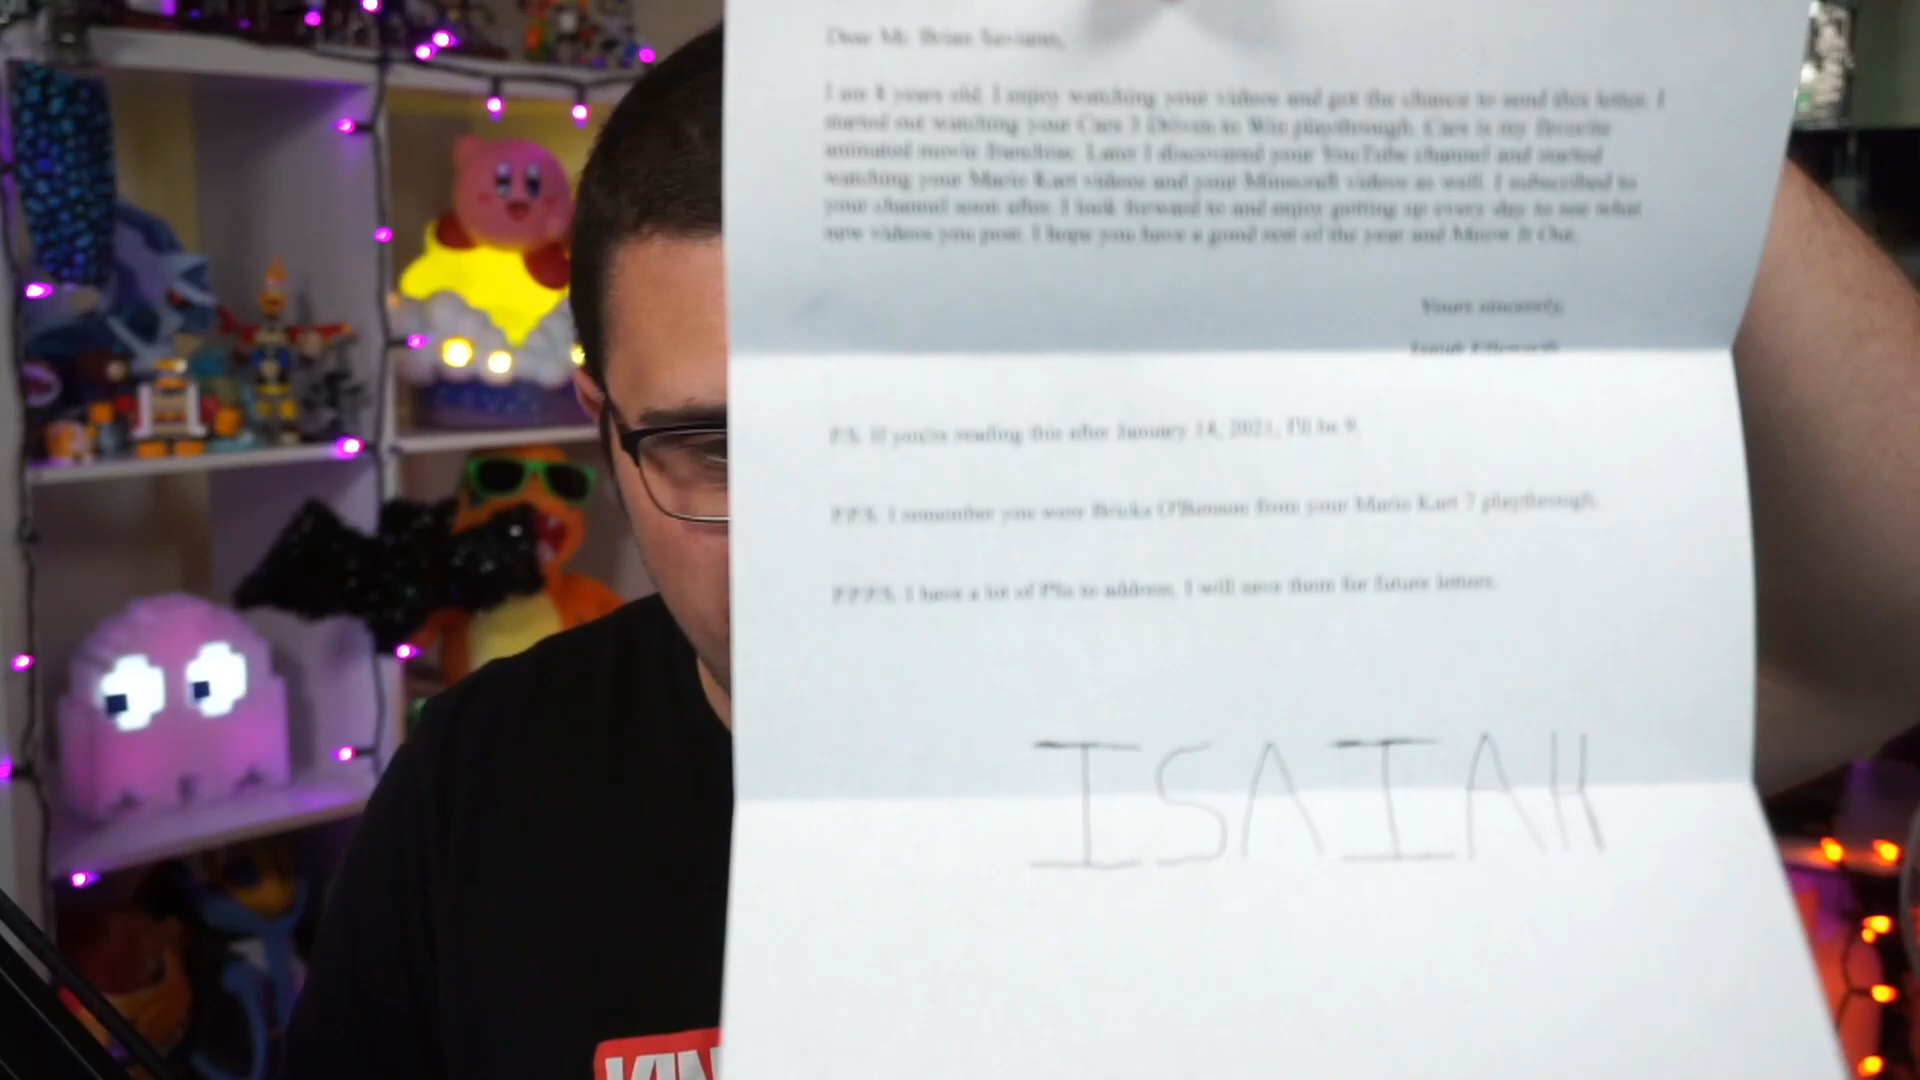 Dear Mr. Brian
I am 8 years old. I enjoy watching your videos and got the chance to send this letter. I
started out watching your Cars 3 Driven to Win playthrough. Cars is my favorite
animated movie franchise. Later I discovered your YouTube channel and started
watching your Mario Kart videos and your Minecraft videos as well. I subscribed to
your channel soon after. I look forward to and enjoy getting up every day to see what
new videos you post. I hope you have a good rest of the year and Move It Out.
Yours sincerely,
Isaiah
P.S. If you're reading this after January 14, 2021, I'll be 9.
P.P.S. I remember you were from your Mario Kart 7 playthrough.
P.P.P.S. I have a lot of PSs to address. I will save them for future letters.
ISAIAH